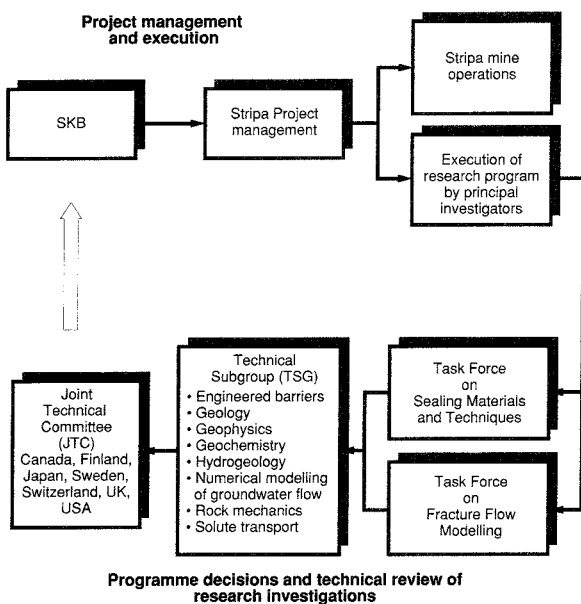 Project management
and execution
SKB
Stripa Project
management
Stripa mine
operations
Execution of
research program
by principal
investigators
Joint
Technical
Committee
(JTC)
Canada, Finland,
Japan, Sweden,
Switzerland, UK,
USA
Technical
Subgroup (TSG)
• Engineered barriers
• Geology
• Geophysics
• Geochemistry
• Hydrogeology
• Numerical modelling
of groundwater flow
• Rock mechanics
• Solute transport
Task Force
on
Sealing Materials
and Techniques
Task Force
on
Fracture Flow
Modelling
Programme decisions and technical review of
research investigations